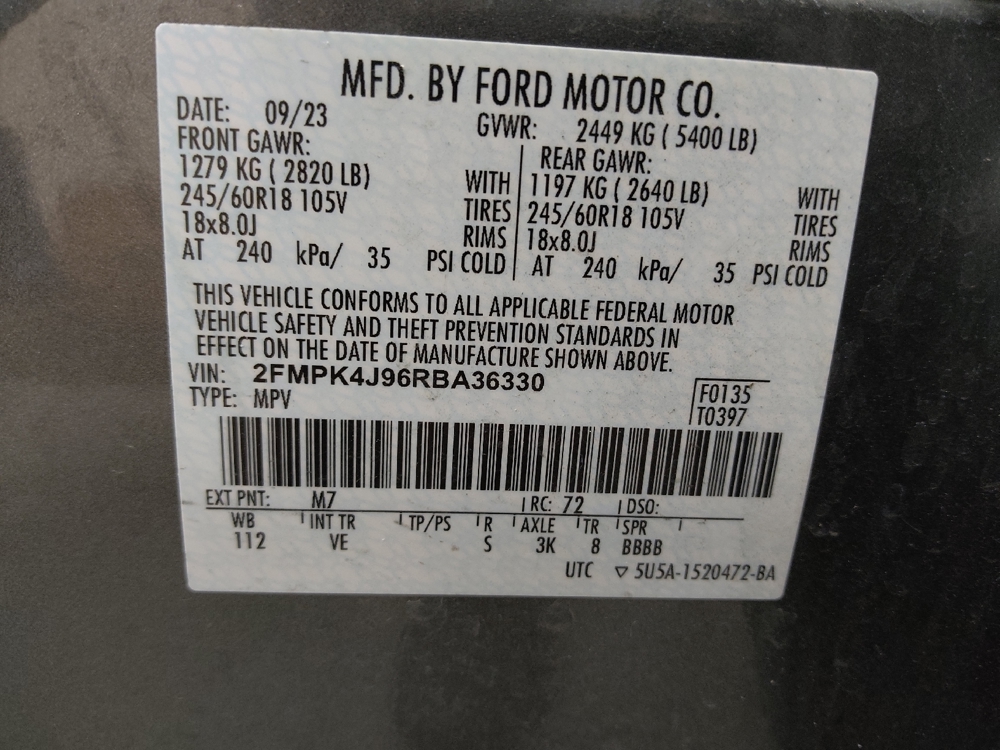 MFD. BY FORD MOTOR CO.
DATE: 09/23 GVWR: 2449 KG ( 5400 LB)
FRONT GAWR: REAR GAWR:
1279 KG ( 2820 LB) WITH 1197 KG ( 2640 LB) WITH
245/60R18 105V TIRES 245/60R18 105V TIRES
18x8.0J RIMS 18x8.0J RIMS
AT 240 kPa/ 35 PSI COLD AT 240 kPa/ 35 PSI COLD
THIS VEHICLE CONFORMS TO ALL APPLICABLE FEDERAL MOTOR
VEHICLE SAFETY AND THEFT PREVENTION STANDARDS IN
EFFECT ON THE DATE OF MANUFACTURE SHOWN ABOVE.
VIN: 2FMPK4J96RBA36330
TYPE: MPV
F0135
T0397
EXT PNT: M7 RC: 72 DSO:
WB INT TR TP/PS R AXLE TR SPR
112 VE S 3K 8 BBBB
UTC ▽ 5U5A-1520472-BA